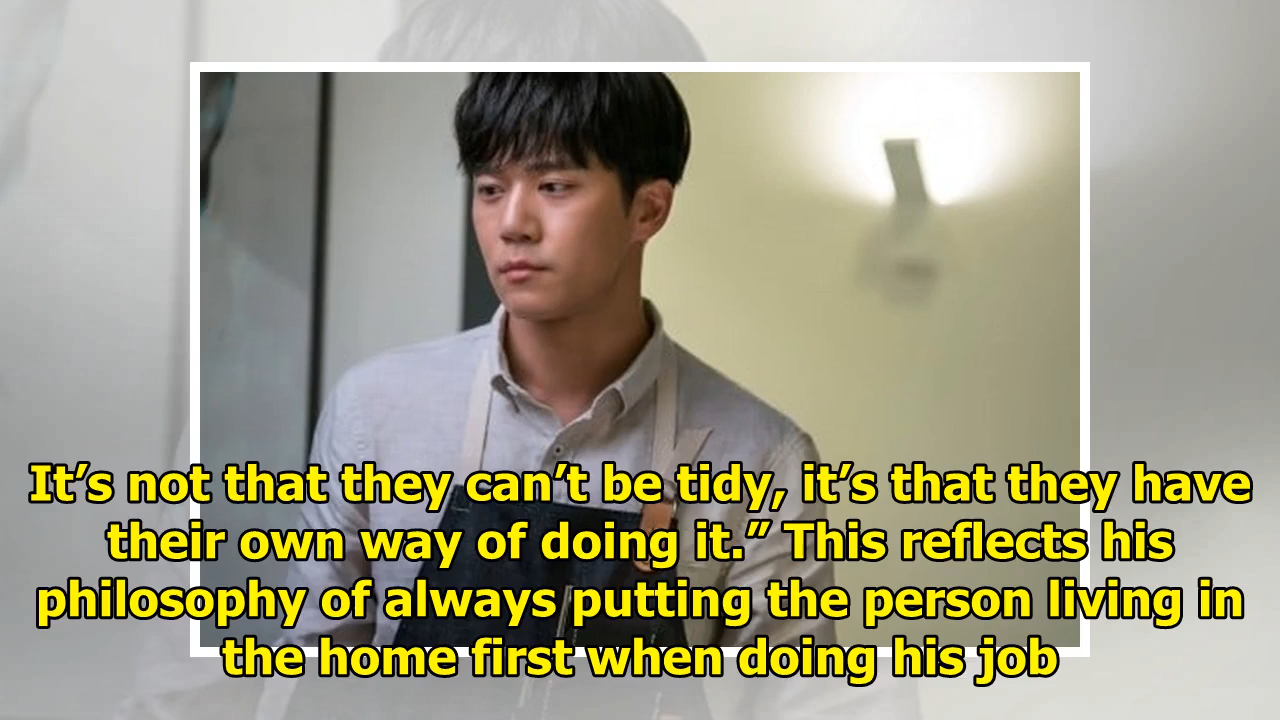 It’s not that they can’t be tidy, it’s that they have
their own way of doing it.” This reflects his
philosophy of always putting the person living in
the home first when doing his job